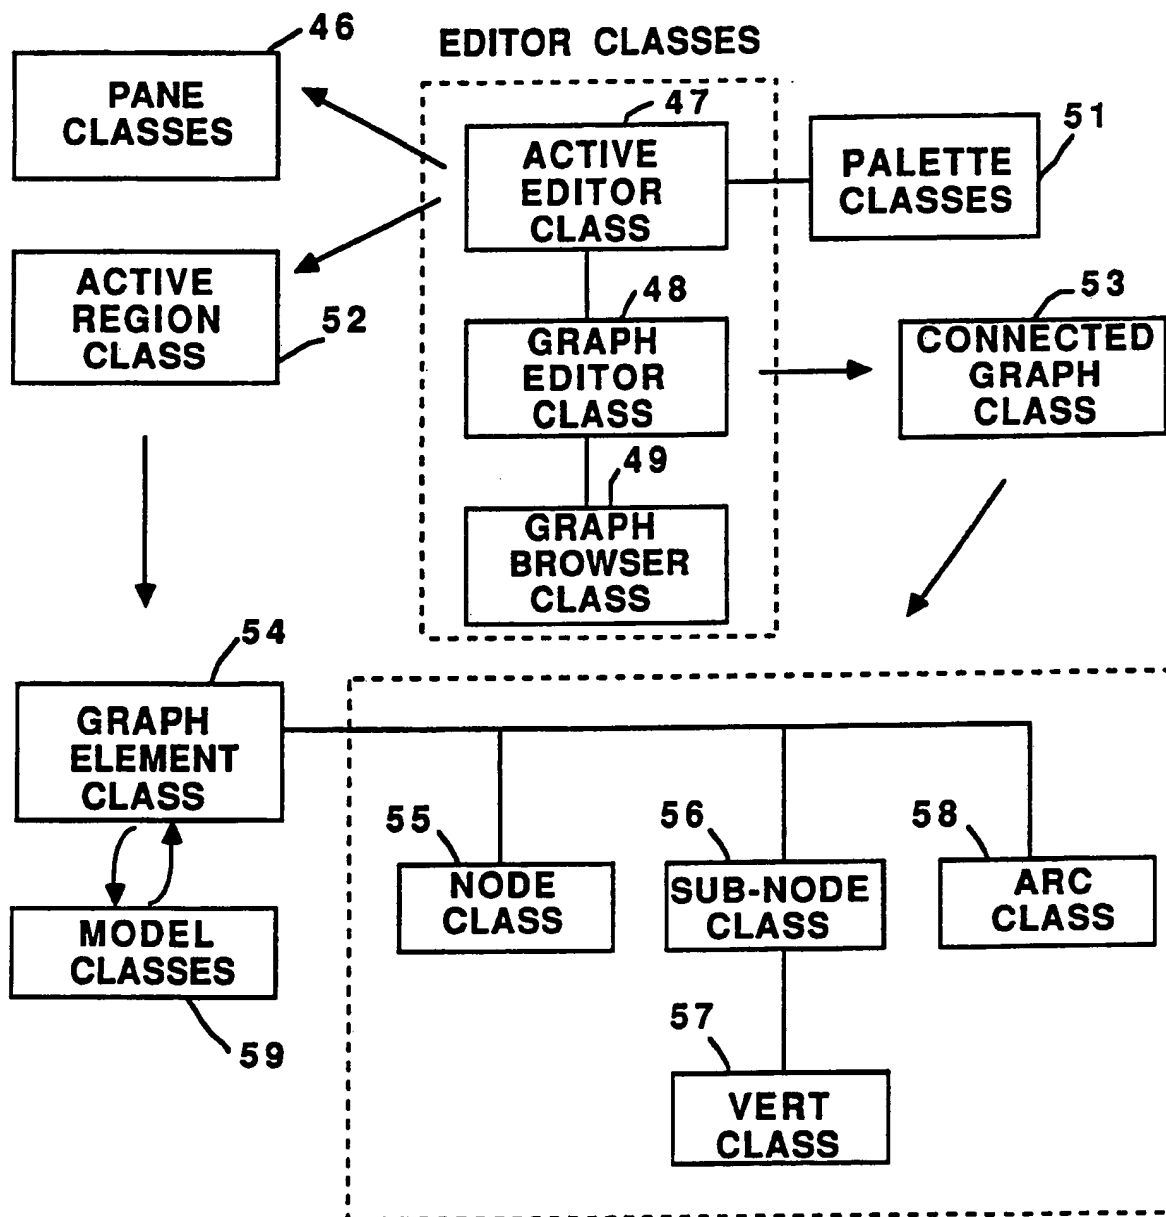 46
EDITOR CLASSES
PANE
CLASSES
47
ACTIVE
EDITOR
CLASS
51
PALETTE
CLASSES
ACTIVE
REGION
CLASS
52
48
GRAPH
EDITOR
CLASS
53
CONNECTED
GRAPH
CLASS
49
GRAPH
BROWSER
CLASS
54
GRAPH
ELEMENT
CLASS
55
NODE
CLASS
56
SUB-NODE
CLASS
58
ARC
CLASS
MODEL
CLASSES
59
57
VERT
CLASS